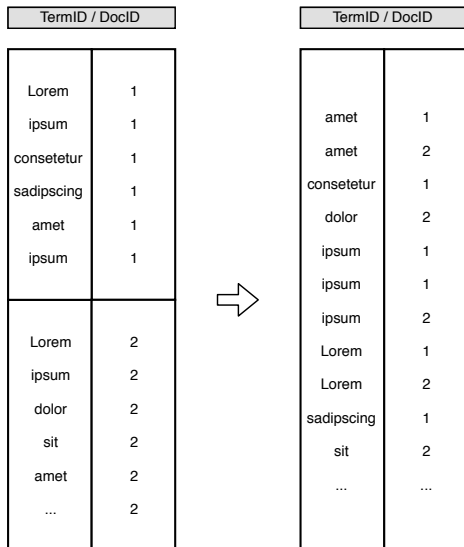 TermID / DocID
Lorem 1
ipsum 1
consetetur 1
sadipscing 1
amet 1
ipsum 1
Lorem 2
ipsum 2
dolor 2
sit 2
amet 2
... 2
TermID / DocID
amet 1
amet 2
consetetur 1
dolor 2
ipsum 1
ipsum 1
ipsum 2
Lorem 1
Lorem 2
sadipscing 1
sit 2
... ...